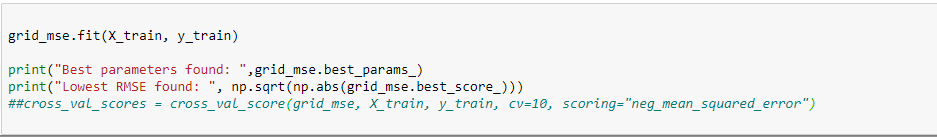 grid_mse.fit(X_train, y_train)
print("Best parameters found: ",grid_mse.best_params_)
print("Lowest RMSE found: ", np.sqrt(np.abs(grid_mse.best_score_)))
##cross_val_scores = cross_val_score(grid_mse, X_train, y_train, cv=10, scoring="neg_mean_squared_error")